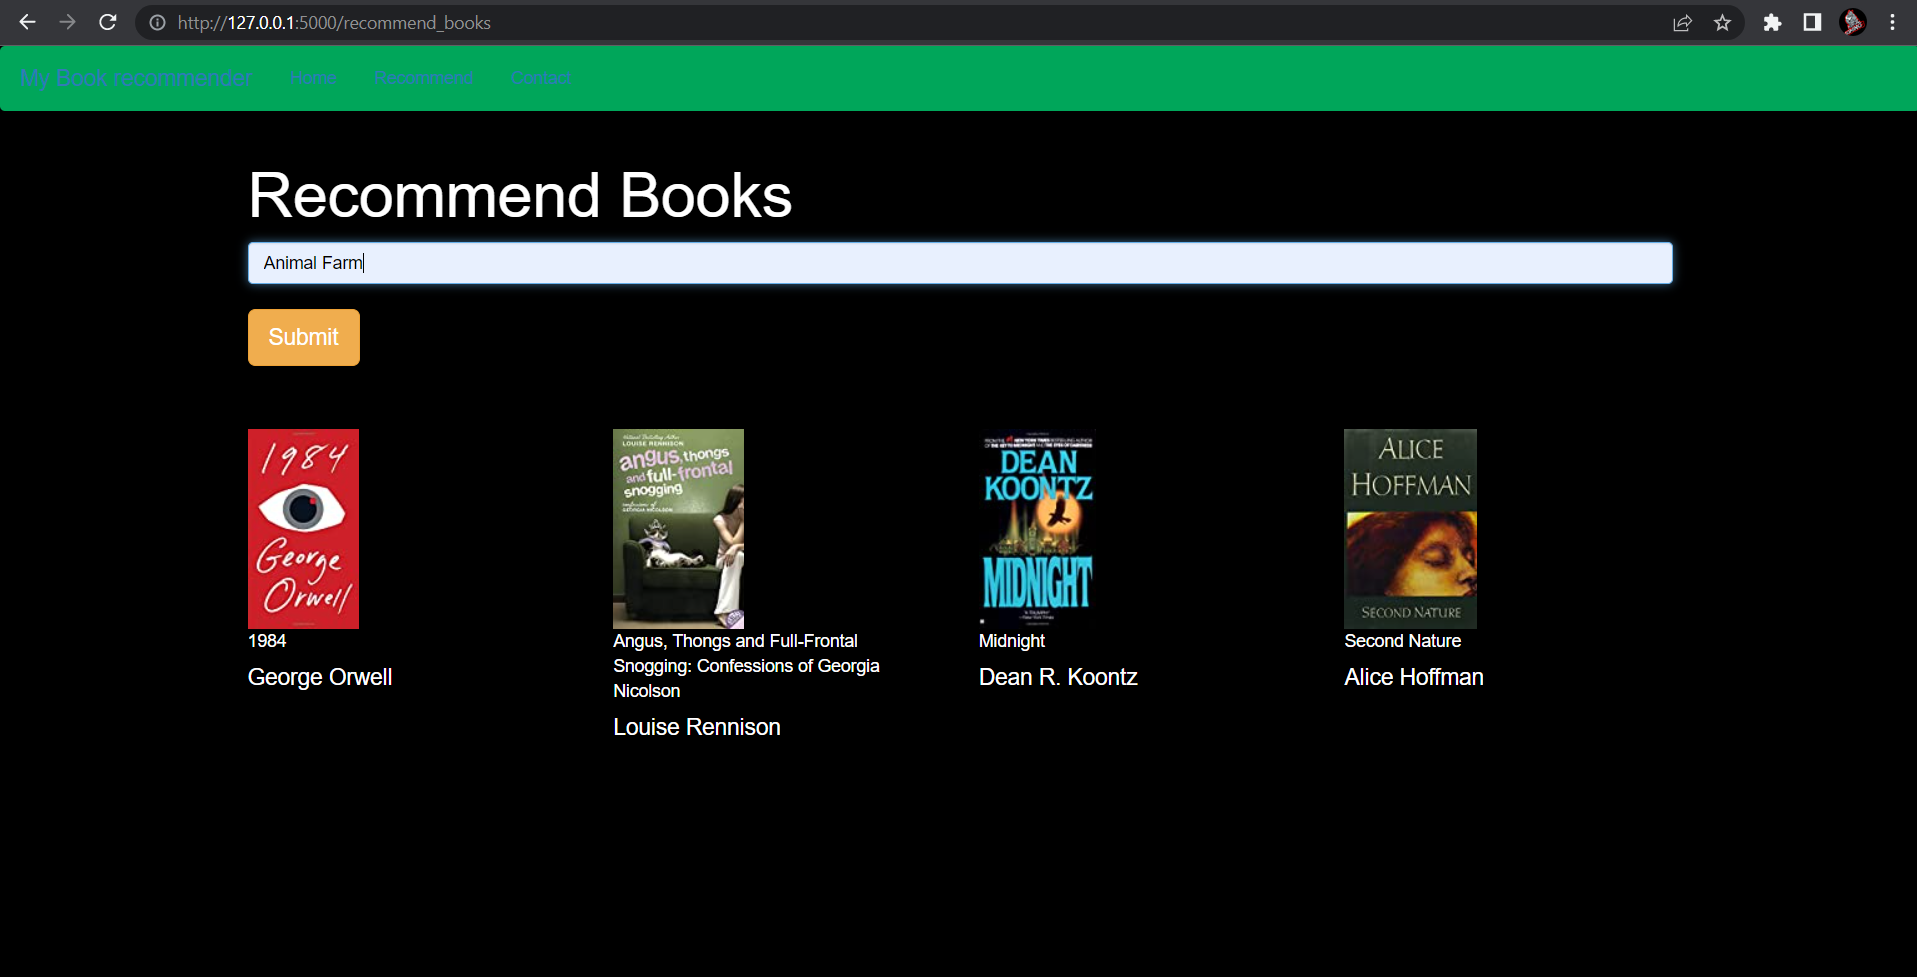 http://127.0.0.1:5000/recommend_books
My Book recommender Home Recommend Contact
Recommend Books
Animal Farm
Submit
1984
George
Orwell
1984
George Orwell
LOUISE RENNISON
angus, thongs
and full-frontal
snogging
confessions of
GEORGIA NICOLSON
Angus, Thongs and Full-Frontal
Snogging: Confessions of Georgia
Nicolson
Louise Rennison
DEAN
KOONTZ
MIDNIGHT
Midnight
Dean R. Koontz
ALICE
HOFFMAN
SECOND NATURE
Second Nature
Alice Hoffman